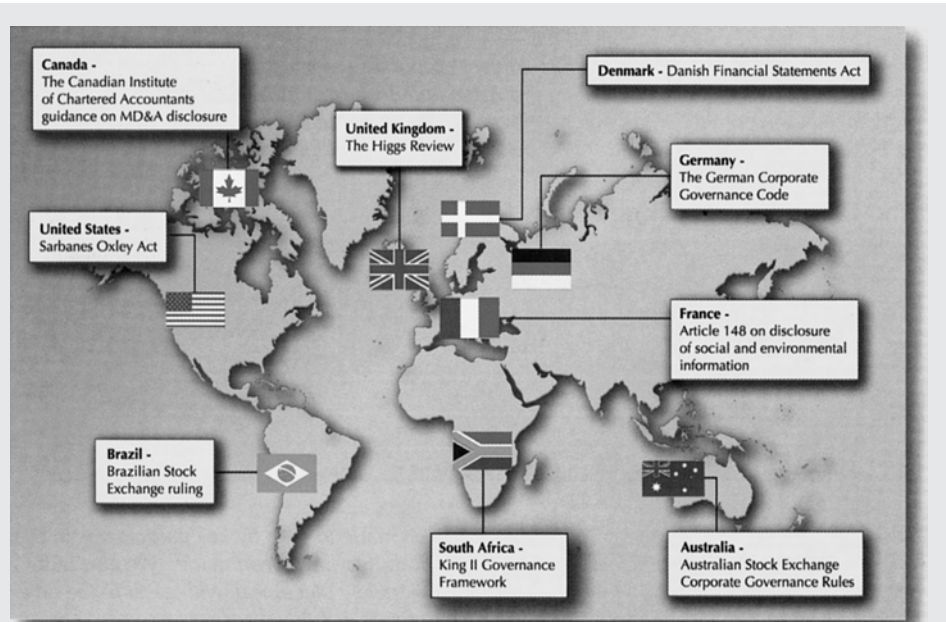 Canada -
The Canadian Institute
of Chartered Accountants
guidance on MD&A disclosure
Denmark - Danish Financial Statements Act
United Kingdom -
The Higgs Review
Germany -
The German Corporate
Governance Code
United States -
Sarbanes Oxley Act
France -
Article 148 on disclosure
of social and environmental
information
Brazil -
Brazilian Stock
Exchange ruling
South Africa -
King II Governance
Framework
Australia -
Australian Stock Exchange
Corporate Governance Rules